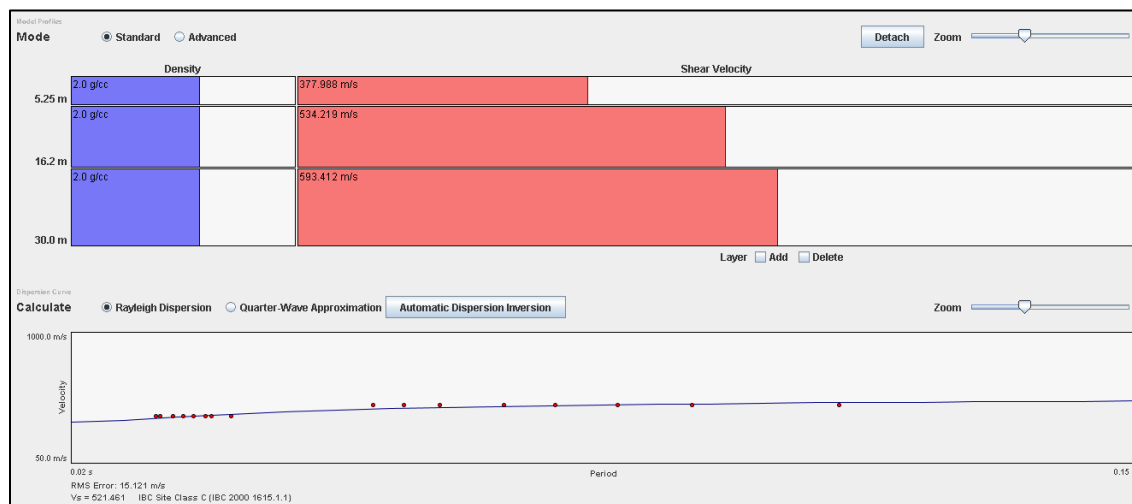 Model Profiles
Mode Standard Advanced Detach Zoom
Density Shear Velocity
2.0 g/cc 377.988 m/s
5.25 m
2.0 g/cc 534.219 m/s
16.2 m
2.0 g/cc 593.412 m/s
30.0 m
Layer Add Delete
Dispersion Curve
Calculate Rayleigh Dispersion Quarter-Wave Approximation Automatic Dispersion Inversion Zoom
1000.0 m/s
Velocity
50.0 m/s
0.02 s Period 0.15
RMS Error: 15.121 m/s
Vs = 521.461 IBC Site Class C (IBC 2000 1615.1.1)